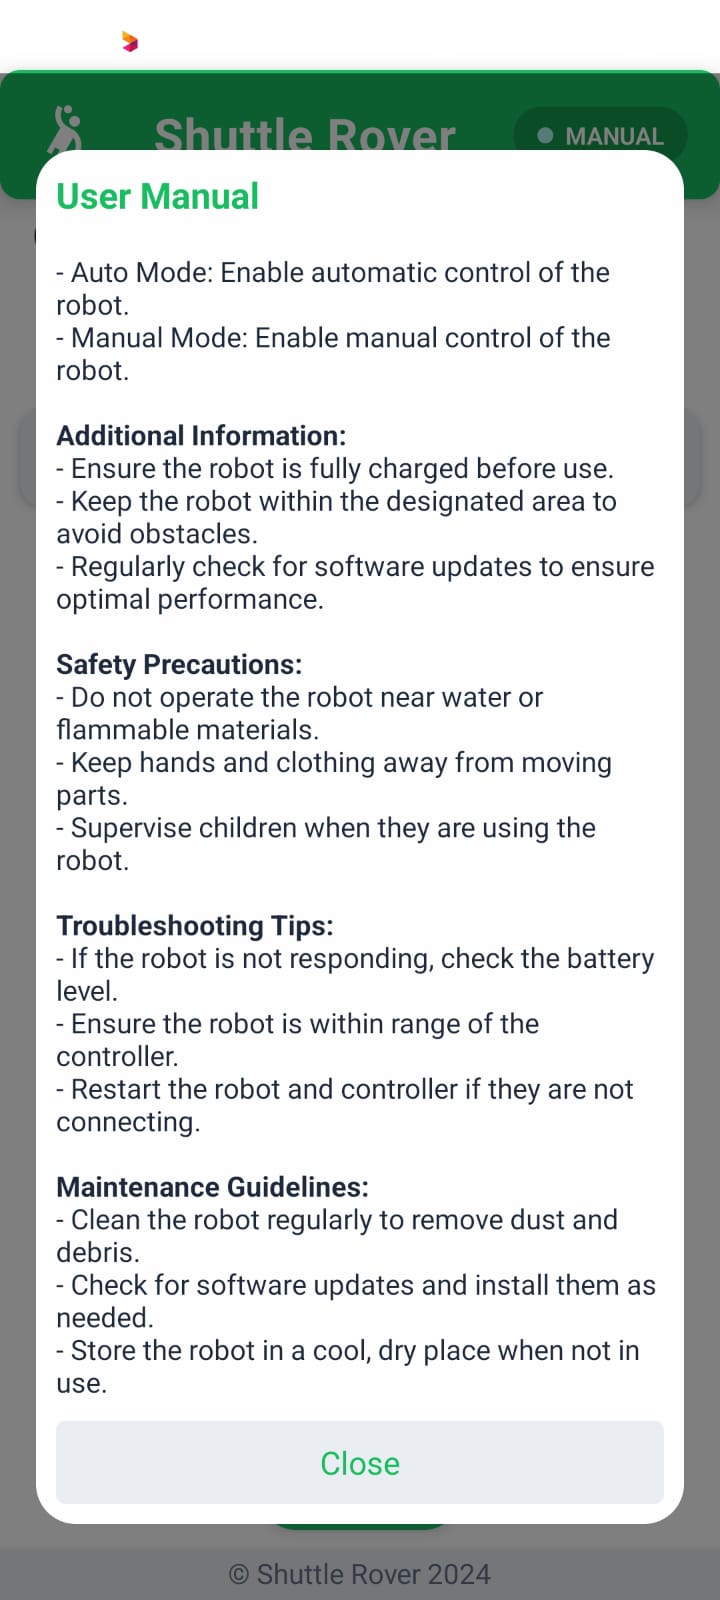 Shuttle Rover
MANUAL
User Manual
- Auto Mode: Enable automatic control of the
robot.
- Manual Mode: Enable manual control of the
robot.
Additional Information:
- Ensure the robot is fully charged before use.
- Keep the robot within the designated area to
avoid obstacles.
- Regularly check for software updates to ensure
optimal performance.
Safety Precautions:
- Do not operate the robot near water or
flammable materials.
- Keep hands and clothing away from moving
parts.
- Supervise children when they are using the
robot.
Troubleshooting Tips:
- If the robot is not responding, check the battery
level.
- Ensure the robot is within range of the
controller.
- Restart the robot and controller if they are not
connecting.
Maintenance Guidelines:
- Clean the robot regularly to remove dust and
debris.
- Check for software updates and install them as
needed.
- Store the robot in a cool, dry place when not in
use.
Close
© Shuttle Rover 2024